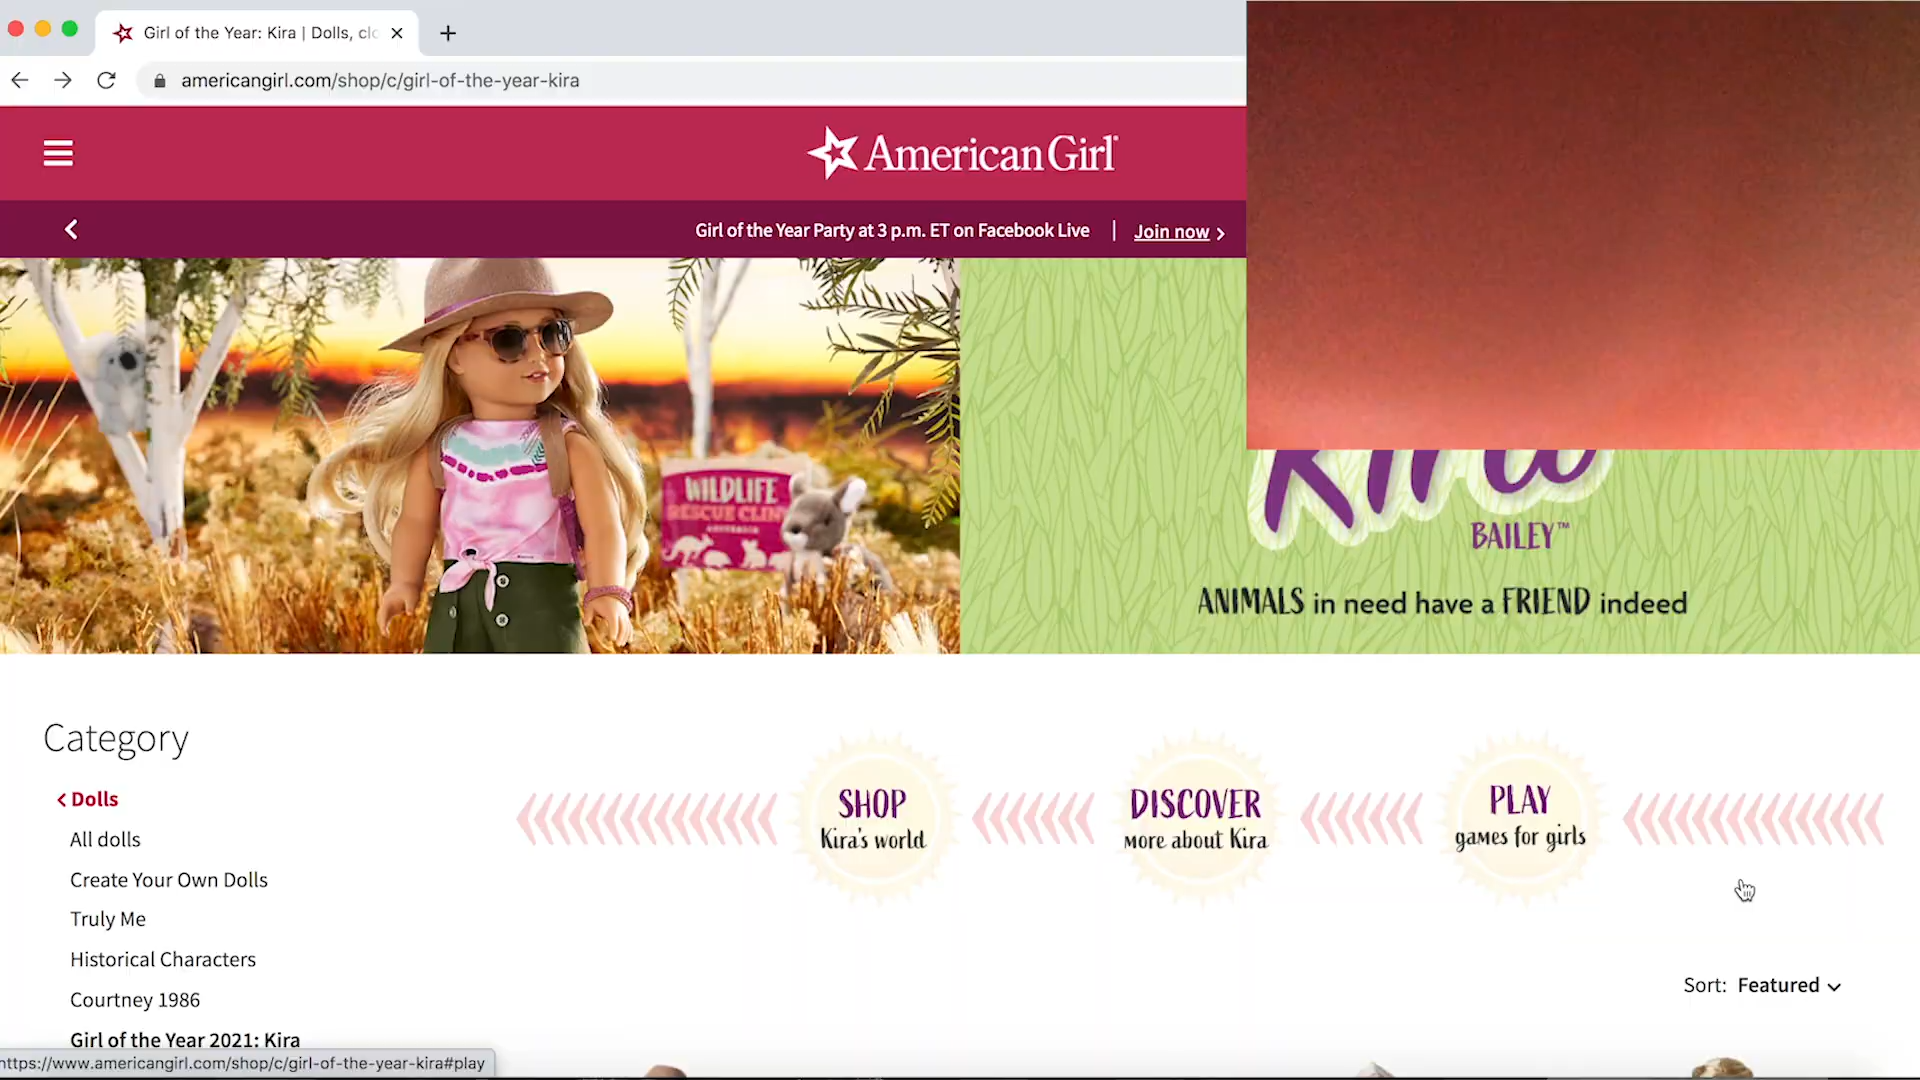 Girl of the Year: Kira | Dolls, clo
americangirl.com/shop/c/girl-of-the-year-kira
American Girl
Girl of the Year Party at 3 p.m. ET on Facebook Live | Join now >
WILDLIFE
RESCUE CLIN
AUSTRALIA
Kira
BAILEY™
ANIMALS in need have a FRIEND indeed
Category
< Dolls
All dolls
Create Your Own Dolls
Truly Me
Historical Characters
Courtney 1986
Girl of the Year 2021: Kira
SHOP
Kira's world
DISCOVER
more about Kira
PLAY
games for girls
Sort: Featured
https://www.americangirl.com/shop/c/girl-of-the-year-kira#play